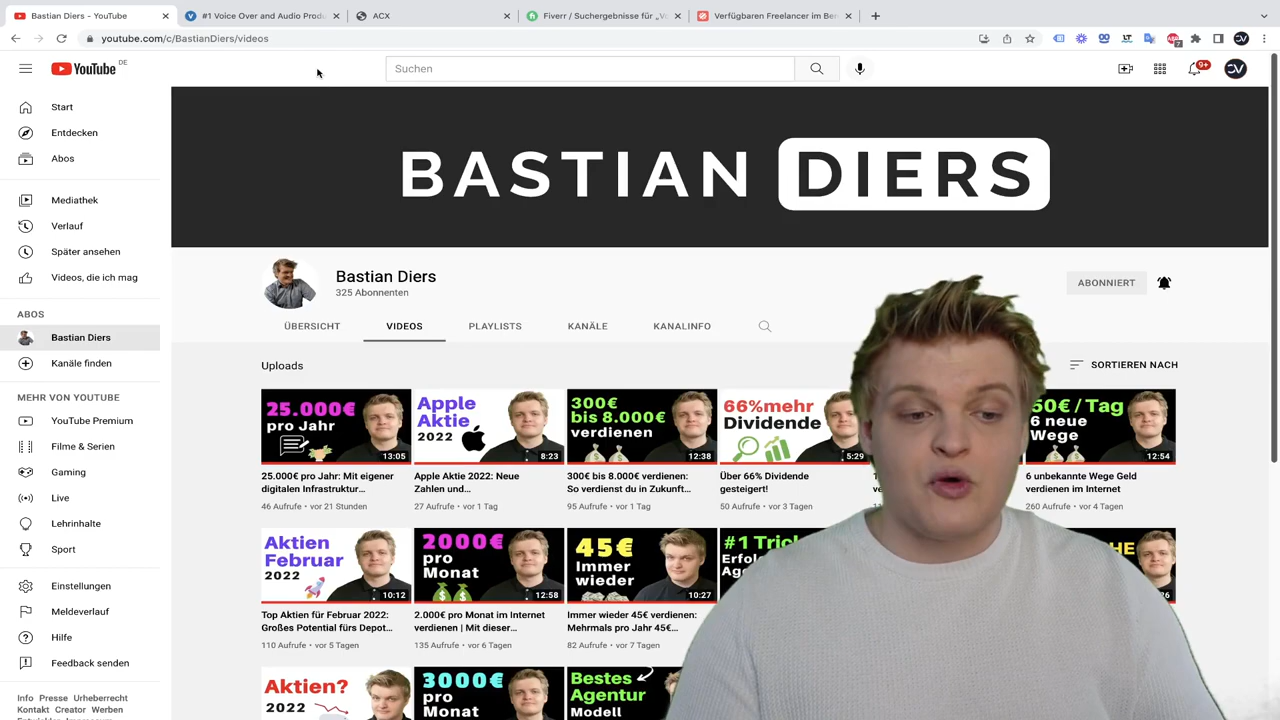 Bastian Diers - YouTube
#1 Voice Over and Audio Produ
ACX
Fiverr / Suchergebnisse für „Vo
Verfügbaren Freelancer im Ber
youtube.com/c/BastianDiers/videos
YouTube DE
Suchen
9+
CV
Start
Entdecken
Abos
Mediathek
Verlauf
Später ansehen
Videos, die ich mag
ABOS
Bastian Diers
Kanäle finden
MEHR VON YOUTUBE
YouTube Premium
Filme & Serien
Gaming
Live
Lehrinhalte
Sport
Einstellungen
Meldeverlauf
Hilfe
Feedback senden
Info Presse Urheberrecht
Kontakt Creator Werben
BASTIAN DIERS
Bastian Diers
325 Abonnenten
ABONNIERT
ÜBERSICHT VIDEOS PLAYLISTS KANÄLE KANALINFO
Uploads
SORTIEREN NACH
25.000€
pro Jahr
13:05
25.000€ pro Jahr: Mit eigener
digitalen Infrastruktur...
46 Aufrufe • vor 21 Stunden
Apple
Aktie
2022
8:23
Apple Aktie 2022: Neue
Zahlen und...
27 Aufrufe • vor 1 Tag
300€
bis 8.000€
verdienen
12:38
300€ bis 8.000€ verdienen:
So verdienst du in Zukunft...
95 Aufrufe • vor 1 Tag
66%mehr
Dividende
5:29
Über 66% Dividende
gesteigert!
50 Aufrufe • vor 3 Tagen
50€ / Tag
6 neue
Wege
12:54
6 unbekannte Wege Geld
verdienen im Internet
260 Aufrufe • vor 4 Tagen
Aktien
Februar
2022
10:12
Top Aktien für Februar 2022:
Großes Potential fürs Depot...
110 Aufrufe • vor 5 Tagen
2000€
pro
Monat
12:58
2.000€ pro Monat im Internet
verdienen | Mit dieser...
135 Aufrufe • vor 6 Tagen
45€
Immer
wieder
10:27
Immer wieder 45€ verdienen:
Mehrmals pro Jahr 45€...
82 Aufrufe • vor 7 Tagen
#1 Tric
Erfol
Age
HE
26
Aktien?
2022
3000€
pro
Monat
Bestes
Agentur
Modell